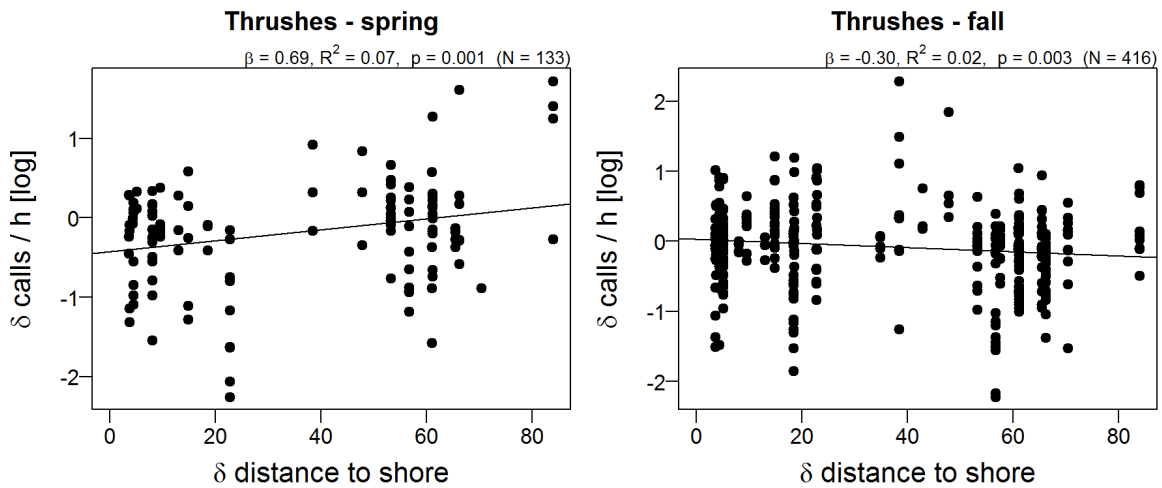 Thrushes - spring
β = 0.69, R² = 0.07, p = 0.001 (N = 133)
δ calls / h [log]
1
0
-1
-2
0 20 40 60 80
δ distance to shore
Thrushes - fall
β = -0.30, R² = 0.02, p = 0.003 (N = 416)
δ calls / h [log]
2
1
0
-1
-2
0 20 40 60 80
δ distance to shore